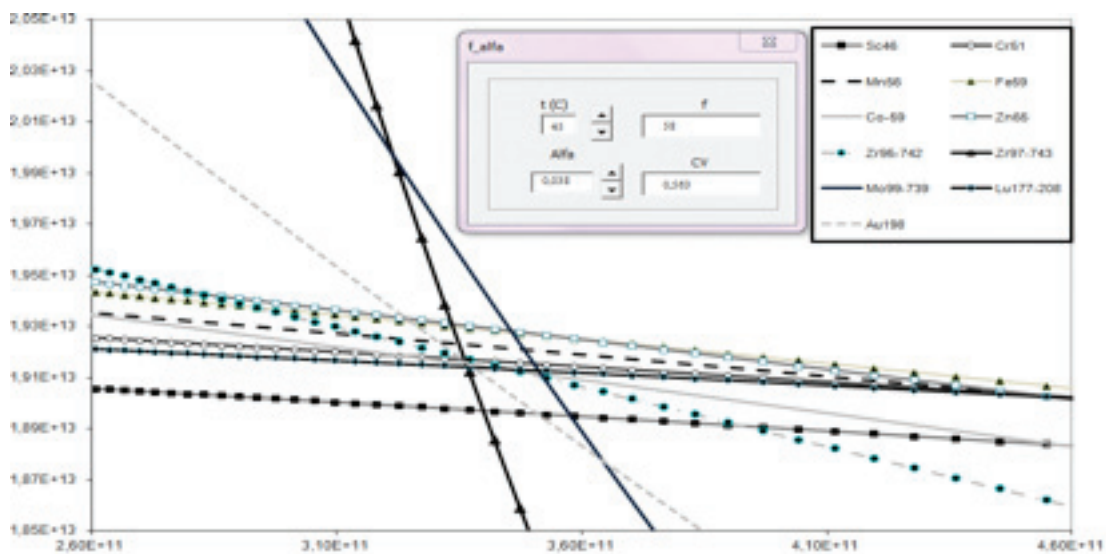 2,05E+13
2,03E+13
2,01E+13
1,99E+13
1,97E+13
1,95E+13
1,93E+13
1,91E+13
1,89E+13
1,87E+13
1,85E+13
2,60E+11 3,10E+11 3,60E+11 4,10E+11 4,60E+11
f_alfa
t (C) f
Alfa CV
Sc46 Cr51
Mn56 Fe59
Co-59
Zr95-742 Zr97-743
Mo99-739 Lu177-208
Au198